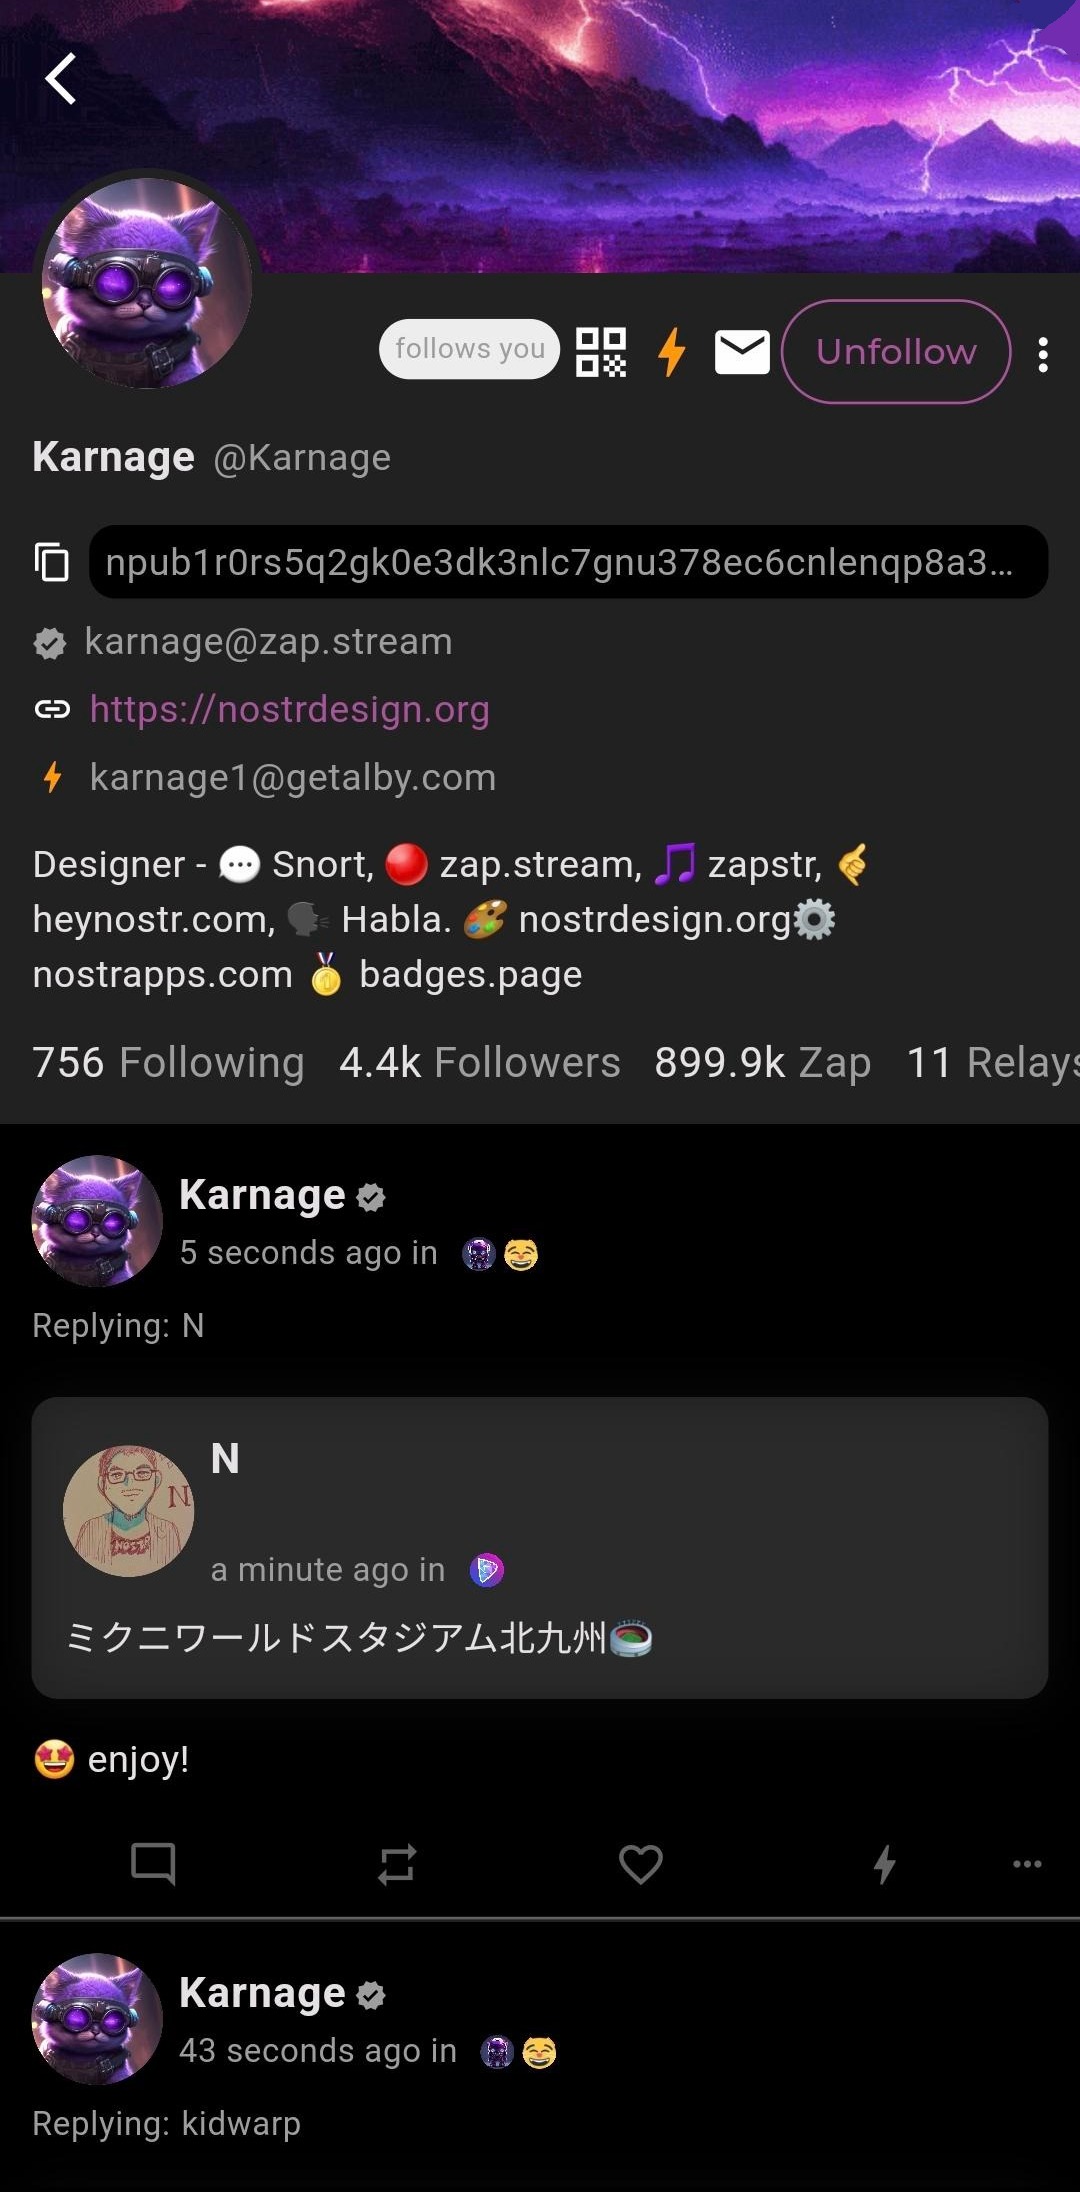 follows you
Unfollow
Karnage @Karnage
npub1r0rs5q2gk0e3dk3nlc7gnu378ec6cnlenqp8a3...
karnage@zap.stream
https://nostrdesign.org
karnage1@getalby.com
Designer - 💬 Snort, 🔴 zap.stream, 🎵 zapstr, 🤙
heynostr.com, 🗣 Habla. 🎨 nostrdesign.org⚙️
nostrapps.com 🏅 badges.page
756 Following 4.4k Followers 899.9k Zap 11 Relays
Karnage
5 seconds ago in
Replying: N
N
N
a minute ago in
ミクニワールドスタジアム北九州🏟
🤩 enjoy!
Karnage
43 seconds ago in
Replying: kidwarp